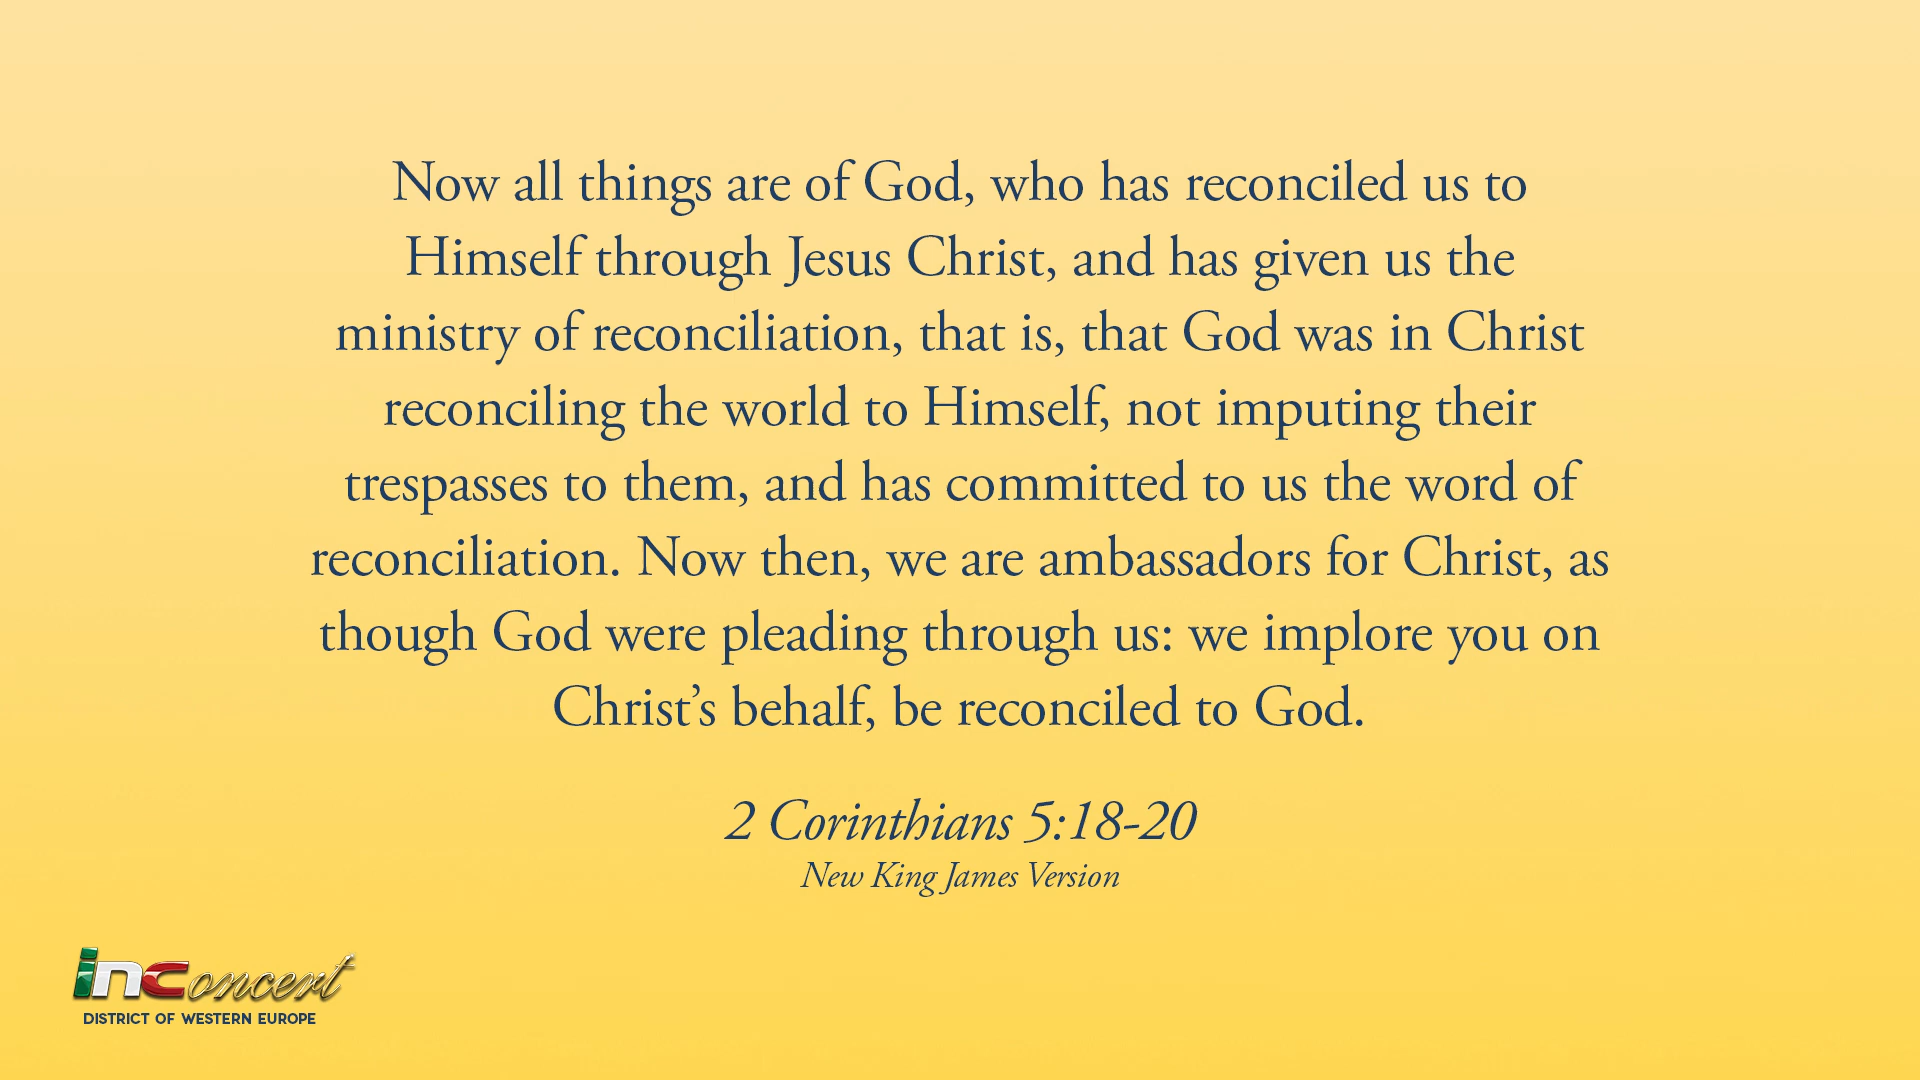 Now all things are of God, who has reconciled us to
Himself through Jesus Christ, and has given us the
ministry of reconciliation, that is, that God was in Christ
reconciling the world to Himself, not imputing their
trespasses to them, and has committed to us the word of
reconciliation. Now then, we are ambassadors for Christ, as
though God were pleading through us: we implore you on
Christ’s behalf, be reconciled to God.
2 Corinthians 5:18-20
New King James Version
inConcert
DISTRICT OF WESTERN EUROPE